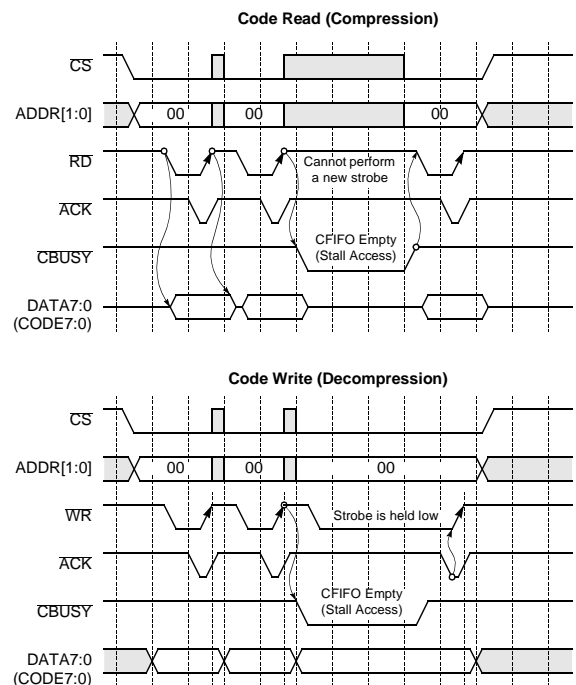 Code Read (Compression)
CS
ADDR[1:0]
00
00
00
RD
Cannot perform
a new strobe
ACK
CBUSY
CFIFO Empty
(Stall Access)
DATA7:0
(CODE7:0)
Code Write (Decompression)
CS
ADDR[1:0]
00
00
00
WR
Strobe is held low
ACK
CBUSY
CFIFO Empty
(Stall Access)
DATA7:0
(CODE7:0)